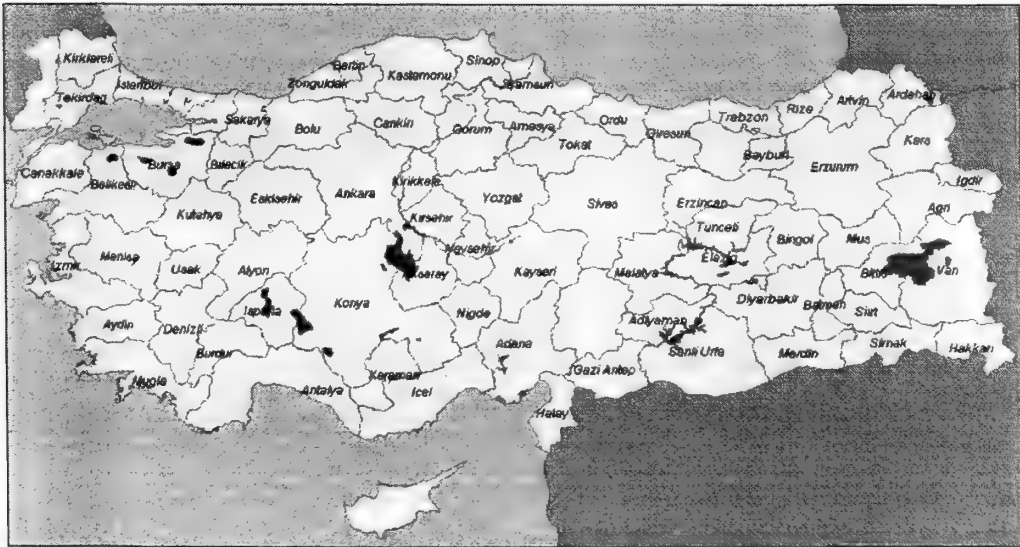 Kirklareli
Sinop
Bartin
Kastamonu
Samsun
Istanbul
Zonguldak
Tekirdag
Artvin
Ardahan
Rize
Sakarya
Bolu
Cankiri
Corum
Amasya
Ordu
Trabzon
Giresun
Tokat
Kars
Bayburt
Erzurum
Canakkale
Balikesir
Bursa
Bilecik
Igdir
Ankara
Kirikkale
Eskisehir
Yozgat
Sivas
Erzincan
Agri
Kutahya
Kirsehir
Tunceli
Bingol
Mus
Nevsehir
Manisa
Izmir
Usak
Afyon
Aksaray
Kayseri
Malatya
Elazig
Bitlis
Van
Konya
Diyarbakir
Batman
Siirt
Isparta
Nigde
Adiyaman
Aydin
Denizli
Adana
Sanli Urfa
Mardin
Sirnak
Hakkari
Burdur
Karaman
Gazi Antep
Mugla
Antalya
Icel
Hatay